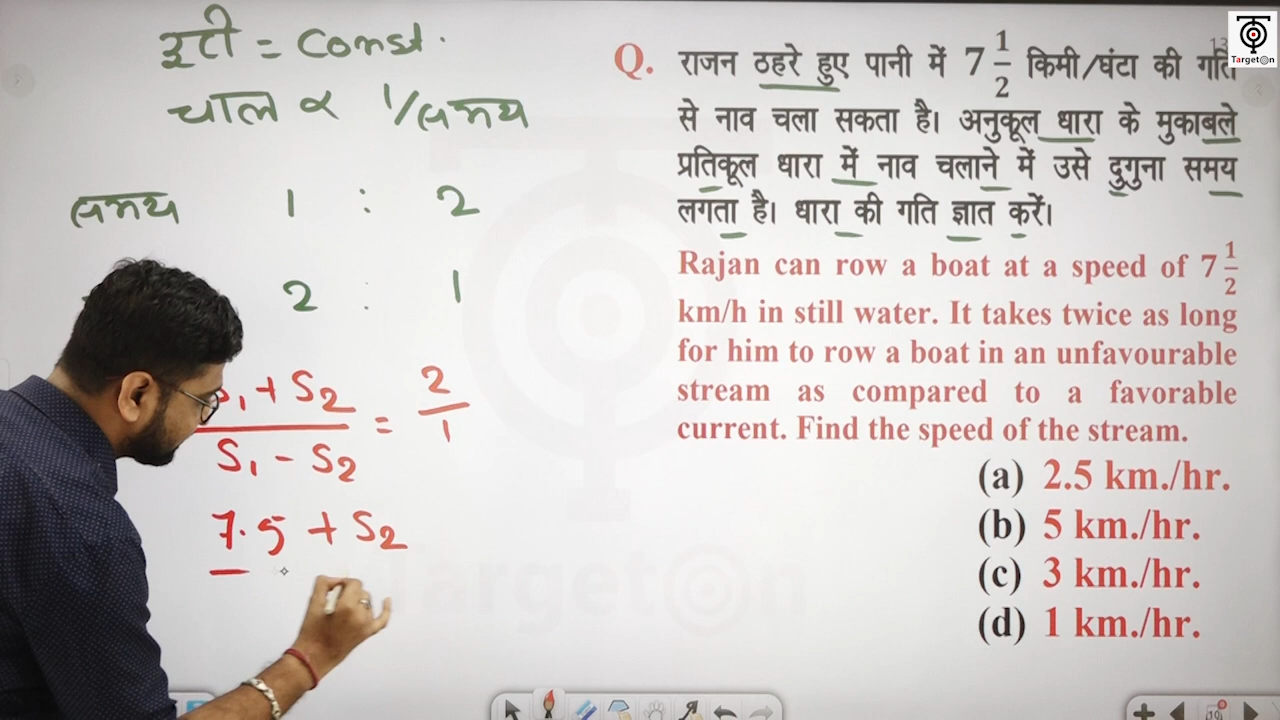 दूरी = Const.
चाल ∝ 1/समय
समय 1 : 2
2 : 1
S₁ + S₂ / S₁ - S₂ = 2/1
7.5 + S₂
Q. राजन ठहरे हुए पानी में 7 1/2 किमी/घंटा की गति
से नाव चला सकता है। अनुकूल धारा के मुकाबले
प्रतिकूल धारा में नाव चलाने में उसे दुगुना समय
लगता है। धारा की गति ज्ञात करें।
Rajan can row a boat at a speed of 7 1/2
km/h in still water. It takes twice as long
for him to row a boat in an unfavourable
stream as compared to a favorable
current. Find the speed of the stream.
(a) 2.5 km./hr.
(b) 5 km./hr.
(c) 3 km./hr.
(d) 1 km./hr.
TargetOn
TargetOn